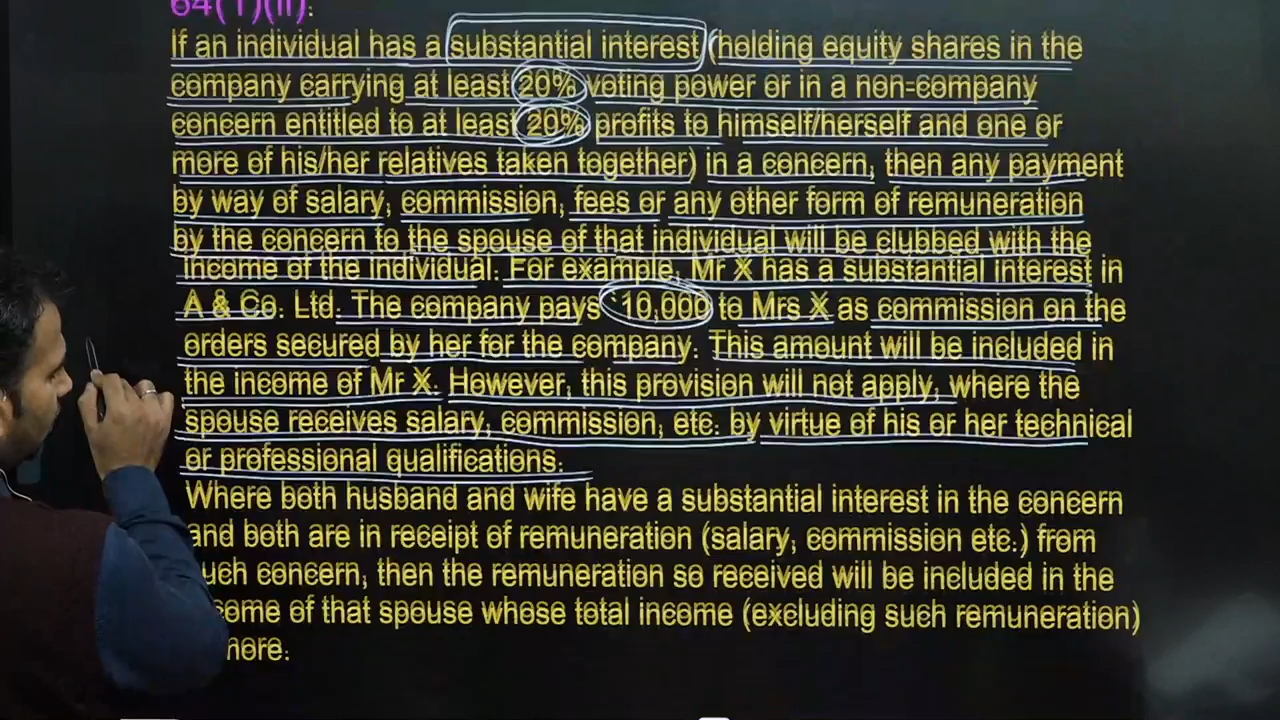 64(1)(ii).
If an individual has a substantial interest (holding equity shares in the
company carrying at least 20% voting power or in a non-company
concern entitled to at least 20% profits to himself/herself and one or
more of his/her relatives taken together) in a concern, then any payment
by way of salary, commission, fees or any other form of remuneration
by the concern to the spouse of that individual will be clubbed with the
income of the individual. For example, Mr X has a substantial interest in
A & Co. Ltd. The company pays `10,000 to Mrs X as commission on the
orders secured by her for the company. This amount will be included in
the income of Mr X. However, this provision will not apply, where the
spouse receives salary, commission, etc. by virtue of his or her technical
or professional qualifications.
Where both husband and wife have a substantial interest in the concern
and both are in receipt of remuneration (salary, commission etc.) from
uch concern, then the remuneration so received will be included in the
come of that spouse whose total income (excluding such remuneration)
more.